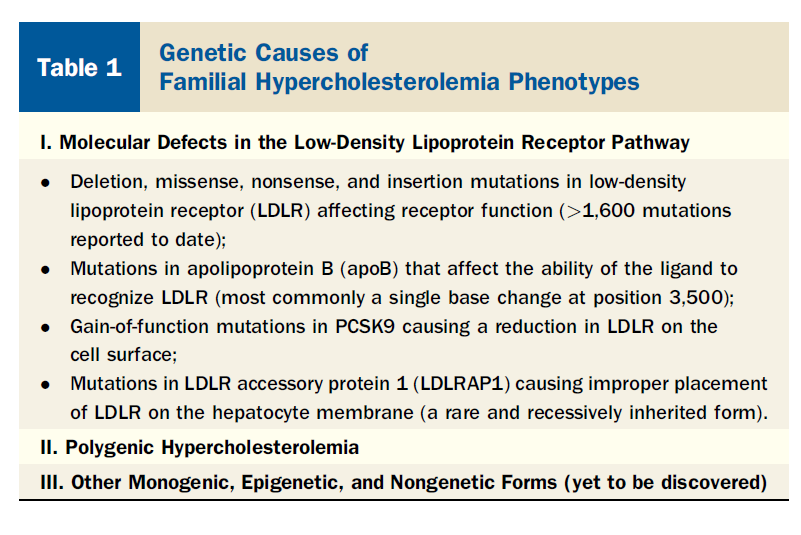 Table 1
Genetic Causes of
Familial Hypercholesterolemia Phenotypes
I. Molecular Defects in the Low-Density Lipoprotein Receptor Pathway
• Deletion, missense, nonsense, and insertion mutations in low-density
lipoprotein receptor (LDLR) affecting receptor function (>1,600 mutations
reported to date);
• Mutations in apolipoprotein B (apoB) that affect the ability of the ligand to
recognize LDLR (most commonly a single base change at position 3,500);
• Gain-of-function mutations in PCSK9 causing a reduction in LDLR on the
cell surface;
• Mutations in LDLR accessory protein 1 (LDLRAP1) causing improper placement
of LDLR on the hepatocyte membrane (a rare and recessively inherited form).
II. Polygenic Hypercholesterolemia
III. Other Monogenic, Epigenetic, and Nongenetic Forms (yet to be discovered)